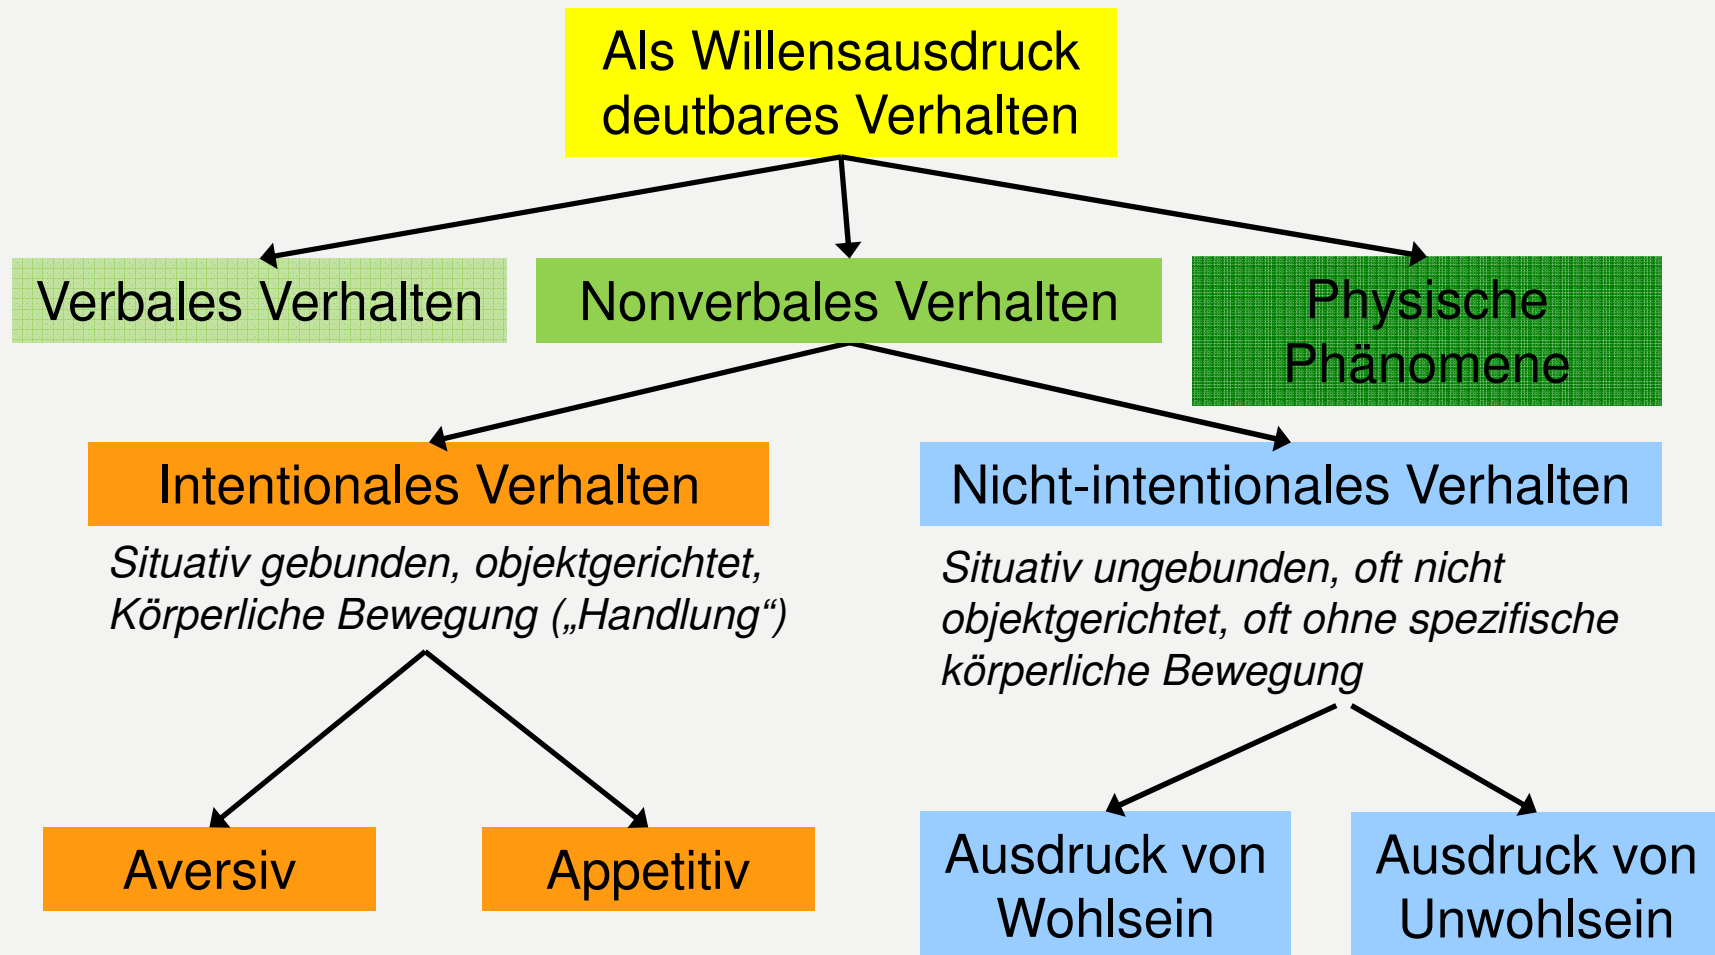 Als Willensausdruck
deutbares Verhalten
Verbales Verhalten
Nonverbales Verhalten
Physische
Phänomene
Intentionales Verhalten
Nicht-intentionales Verhalten
Situativ gebunden, objektgerichtet,
Körperliche Bewegung („Handlung“)
Situativ ungebunden, oft nicht
objektgerichtet, oft ohne spezifische
körperliche Bewegung
Aversiv
Appetitiv
Ausdruck von
Wohlsein
Ausdruck von
Unwohlsein